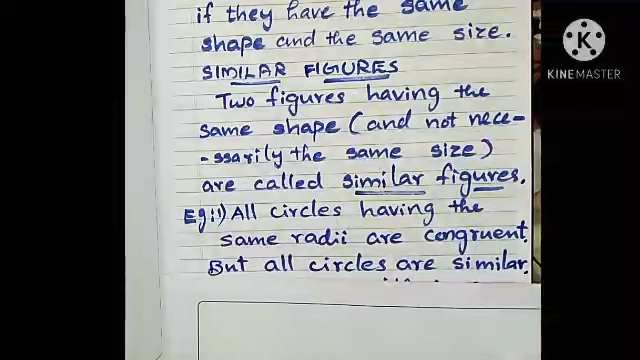 if they have the same
shape and the same size.
SIMILAR FIGURES
Two figures having the
same shape (and not nece-
-ssarily the same size)
are called similar figures.
Eg:1) All circles having the
same radii are congruent.
But all circles are similar.
KINEMASTER